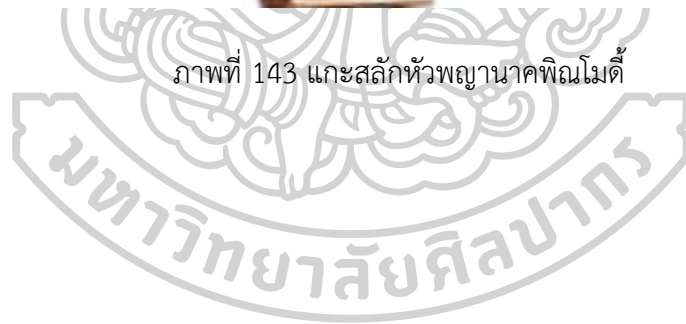 ภาพที่ 143 แกะสลักหัวพญานาคพิณโมดี้
มหาวิทยาลัยศิลปากร